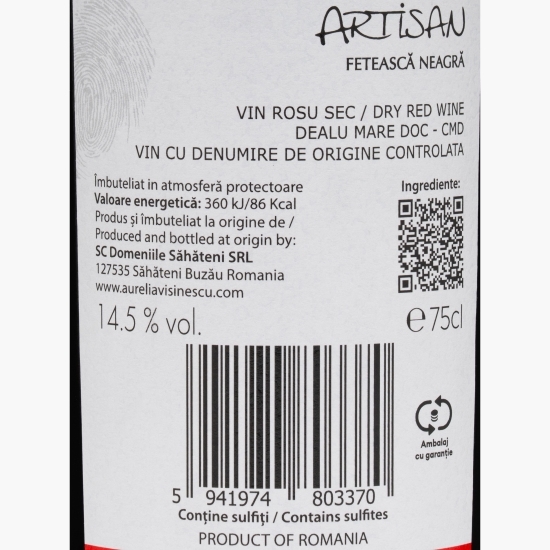 ARTiSAN
FETEASCĂ NEAGRĂ
VIN ROSU SEC / DRY RED WINE
DEALU MARE DOC - CMD
VIN CU DENUMIRE DE ORIGINE CONTROLATA
Îmbuteliat in atmosferă protectoare
Valoare energetică: 360 kJ/86 Kcal
Produs și îmbuteliat la origine de /
Produced and bottled at origin by:
SC Domeniile Săhăteni SRL
127535 Săhăteni Buzău Romania
www.aureliavisinescu.com
Ingrediente:
14.5 % vol.
℮ 75cl
Ambalaj
cu garanție
5 941974 803370
Conține sulfiți / Contains sulfites
PRODUCT OF ROMANIA